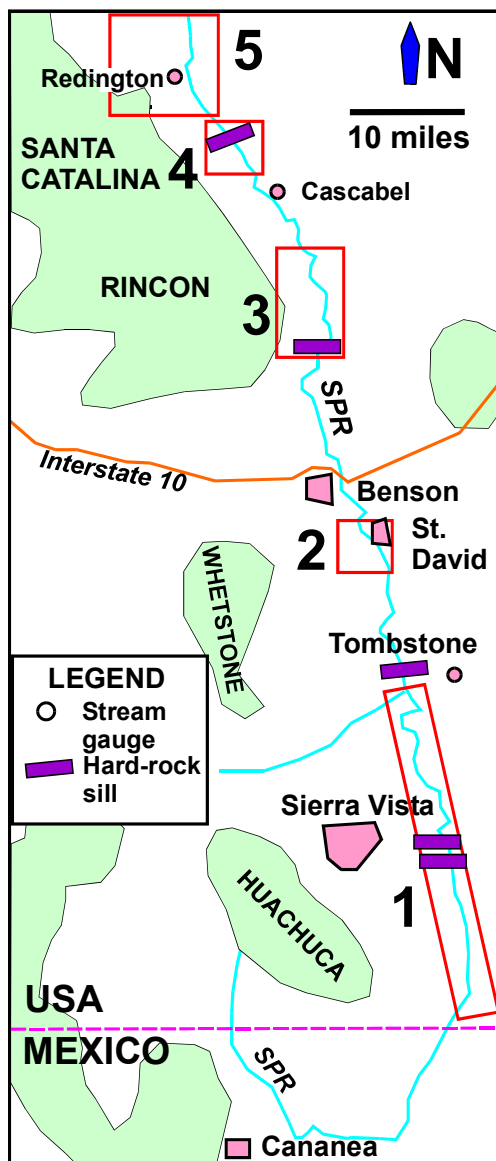 5
N
Redington
10 miles
SANTA
CATALINA
4
Cascabel
RINCON
3
SPR
Interstate 10
Benson
2
St.
David
WHETSTONE
Tombstone
LEGEND
Stream
gauge
Hard-rock
sill
Sierra Vista
1
HUACHUCA
USA
MEXICO
SPR
Cananea